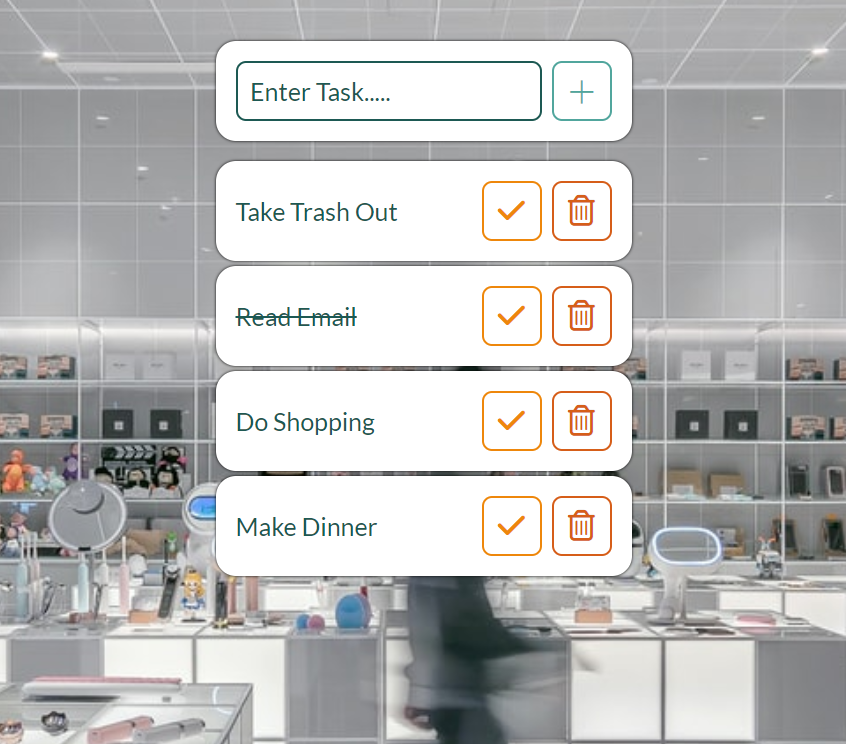 Enter Task.....
Take Trash Out
Read Email
Do Shopping
Make Dinner